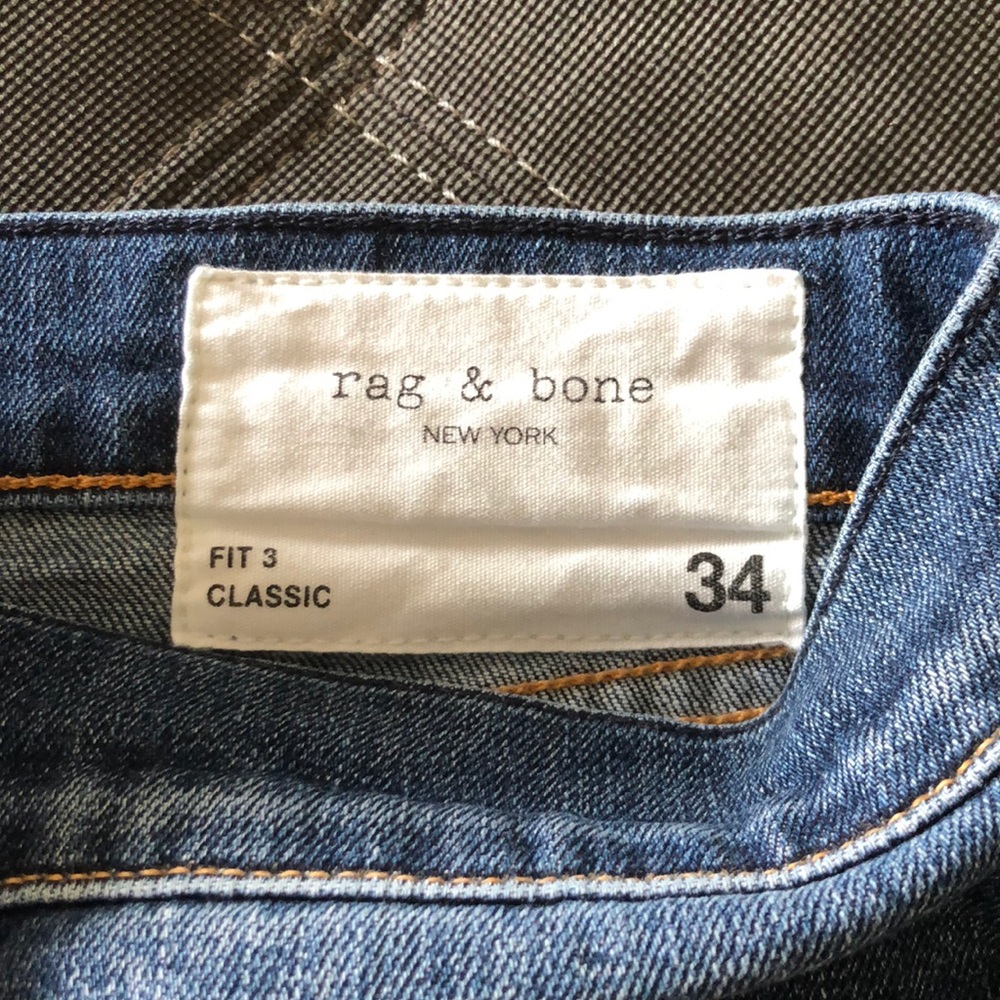 rag & bone
NEW YORK
FIT 3
CLASSIC
34